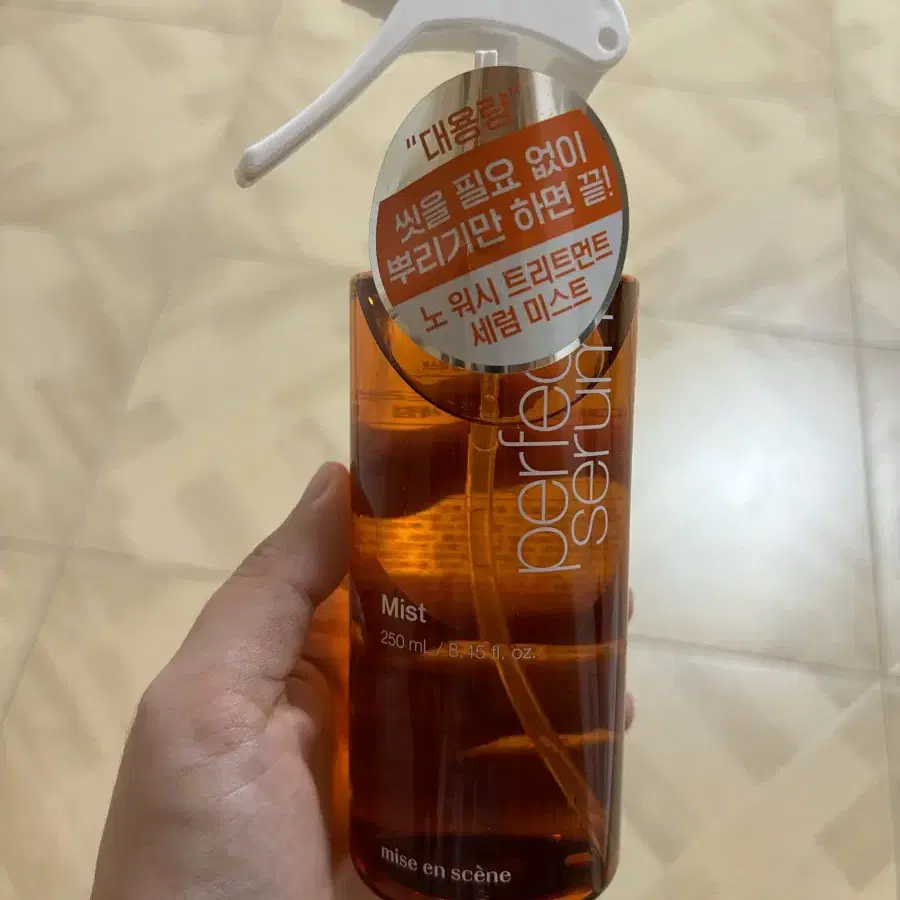 "대용량"
씻을 필요 없이
뿌리기만 하면 끝!
노 워시 트리트먼트
세럼 미스트
perfec
serum
Mist
250 mL / 8.45 fl. oz.
mise en scène